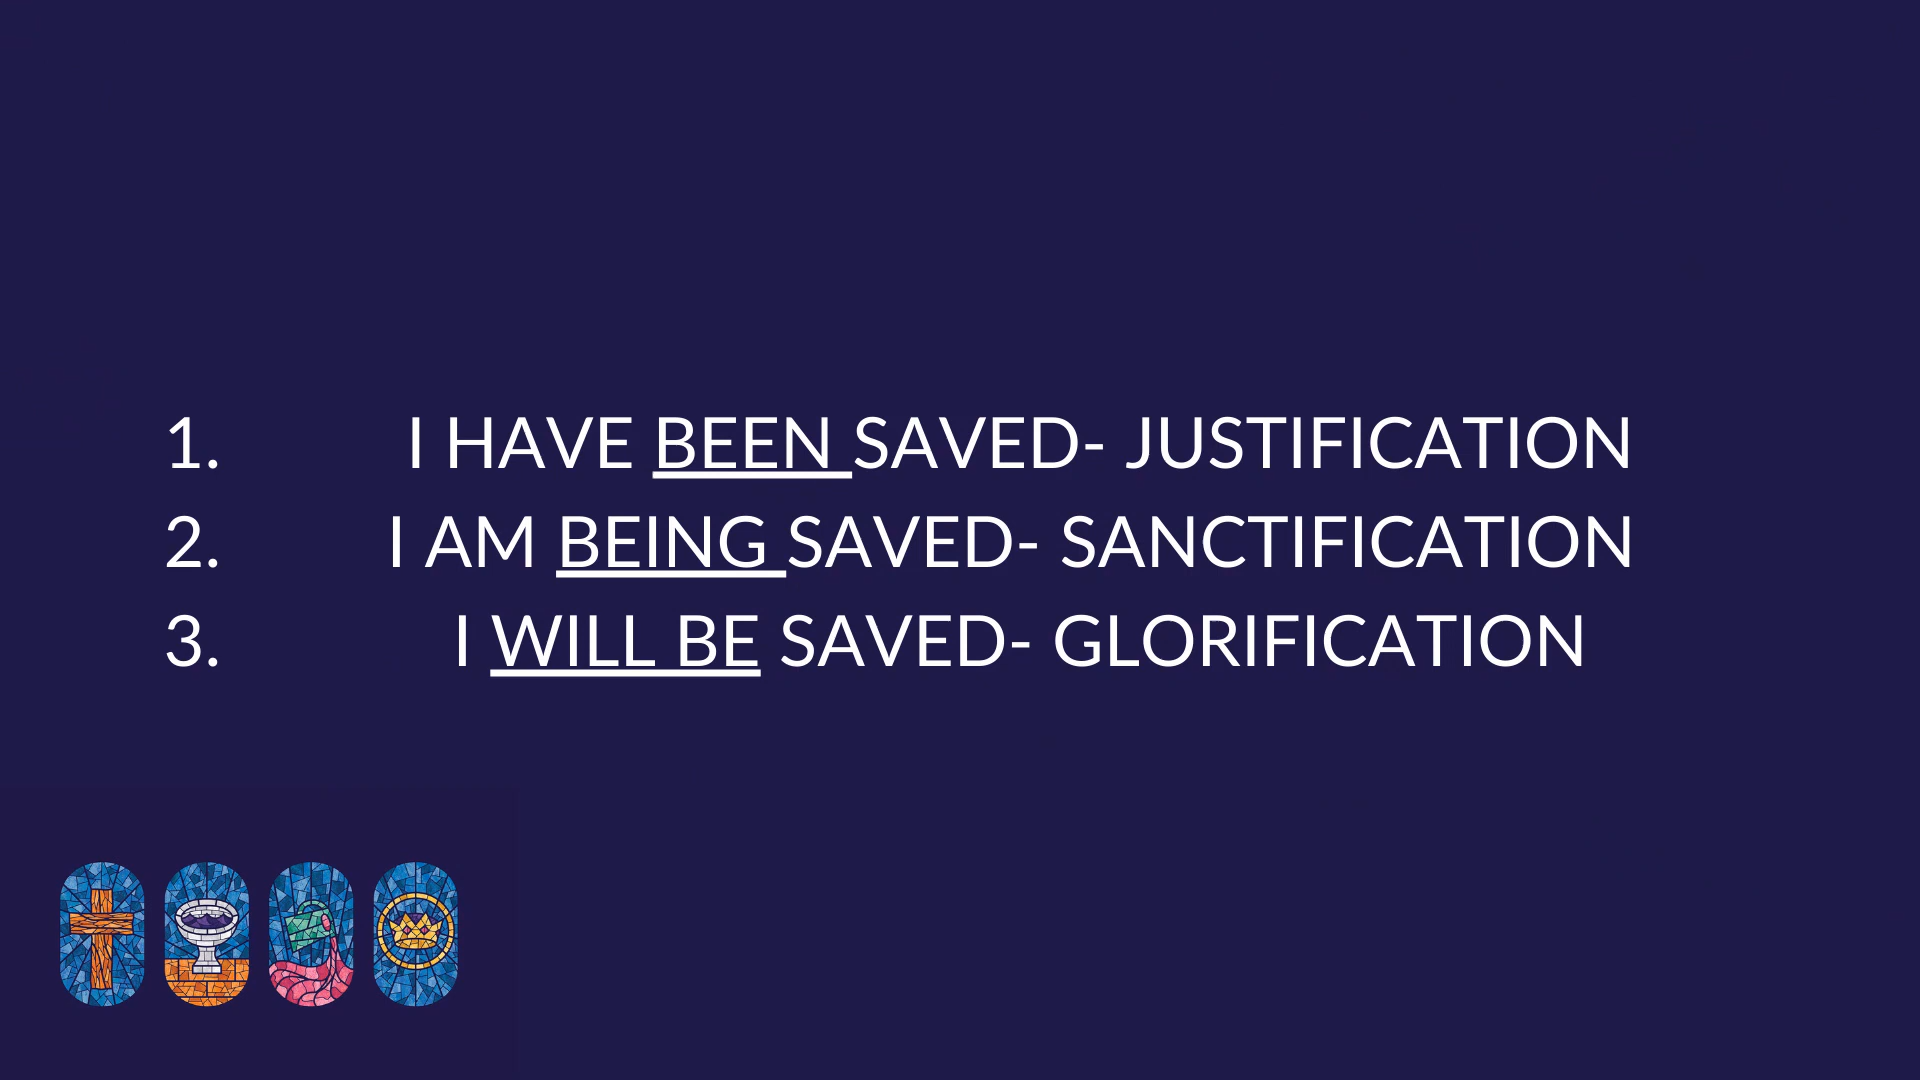 1. I HAVE BEEN SAVED- JUSTIFICATION
2. I AM BEING SAVED- SANCTIFICATION
3. I WILL BE SAVED- GLORIFICATION